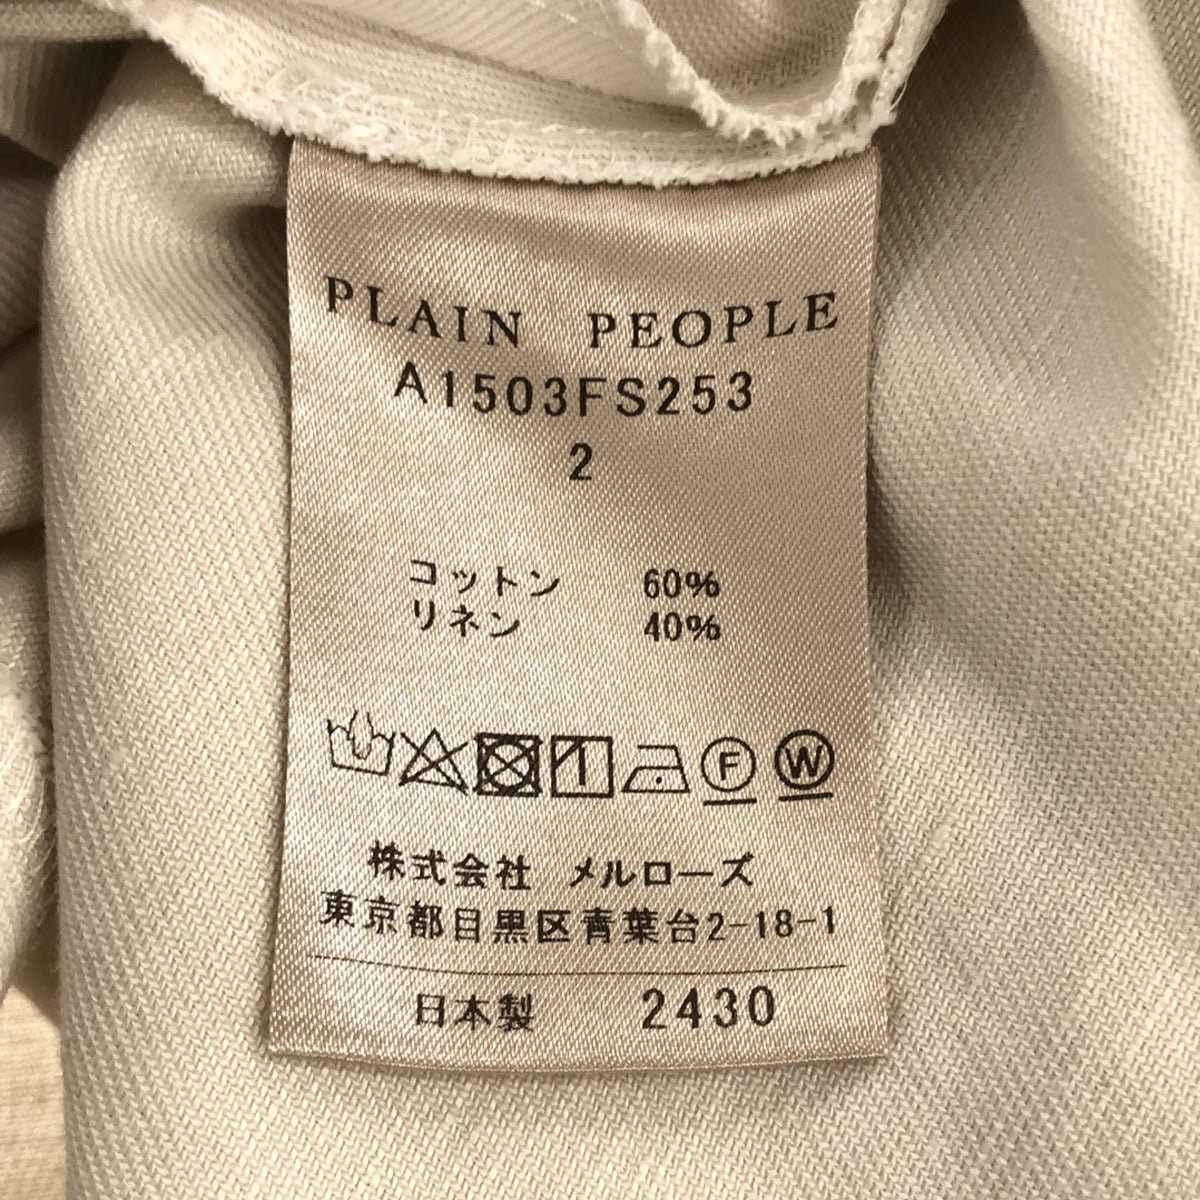 PLAIN PEOPLE
A1503FS253
2
コットン 60%
リネン 40%
F W
株式会社 メルローズ
東京都目黒区青葉台2-18-1
日本製 2430